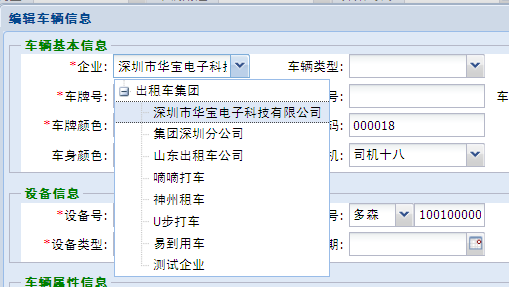 编辑车辆信息
车辆基本信息
*企业: 深圳市华宝电子科 车辆类型:
出租车集团
*车牌号: 号: 车
深圳市华宝电子科技有限公司
*车牌颜色: 码: 000018
集团深圳分公司
车身颜色: 机: 司机十八
山东出租车公司
嘀嘀打车
设备信息
神州租车
*设备号: 号: 多森 100100000
U步打车
*设备类型: 期:
易到用车
测试企业
车辆属性信息